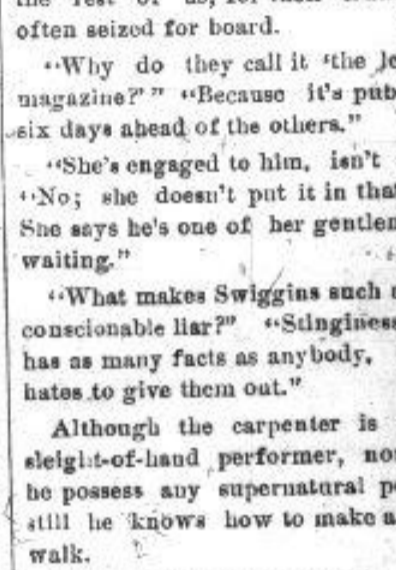 often seized for board.
"Why do they call it 'the
magazine?'" "Because it's pub
six days ahead of the others."
"She's engaged to him, isn't
"No; she doesn't put it in that
She says he's one of her gentlem
waiting."
"What makes Swiggins such
conscionable liar?" "Stinginess
has as many facts as anybody,
hates to give them out."
Although the carpenter is
sleight-of-hand performer, no
he possess any supernatural p
still he knows how to make a
walk.